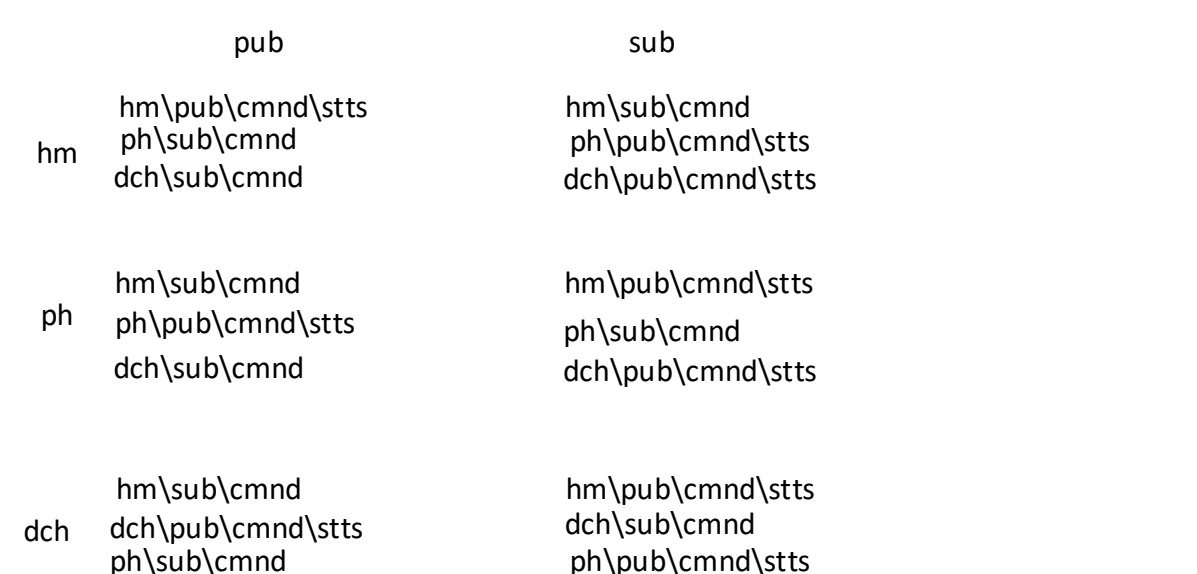 pub sub
hm\pub\cmnd\stts hm\sub\cmnd
ph\sub\cmnd ph\pub\cmnd\stts
hm
dch\sub\cmnd dch\pub\cmnd\stts
hm\sub\cmnd hm\pub\cmnd\stts
ph ph\pub\cmnd\stts ph\sub\cmnd
dch\sub\cmnd dch\pub\cmnd\stts
hm\sub\cmnd hm\pub\cmnd\stts
dch dch\pub\cmnd\stts dch\sub\cmnd
ph\sub\cmnd ph\pub\cmnd\stts